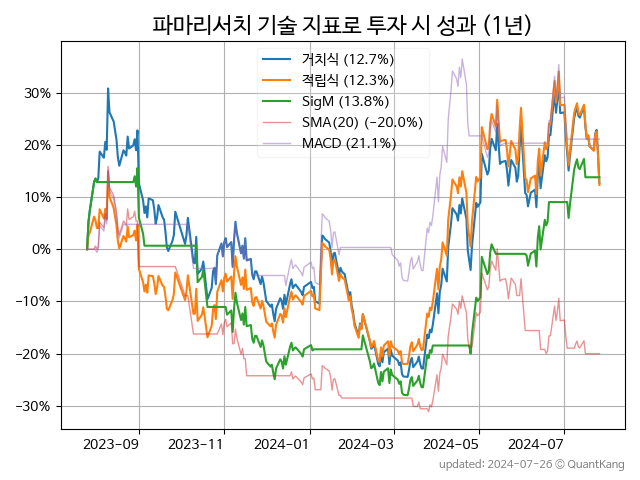 파마리서치 기술 지표로 투자 시 성과 (1년)
거치식 (12.7%)
적립식 (12.3%)
SigM (13.8%)
SMA(20) (−20.0%)
MACD (21.1%)
30%
20%
10%
0%
−10%
−20%
−30%
2023-09 2023-11 2024-01 2024-03 2024-05 2024-07
updated: 2024-07-26 © QuantKang